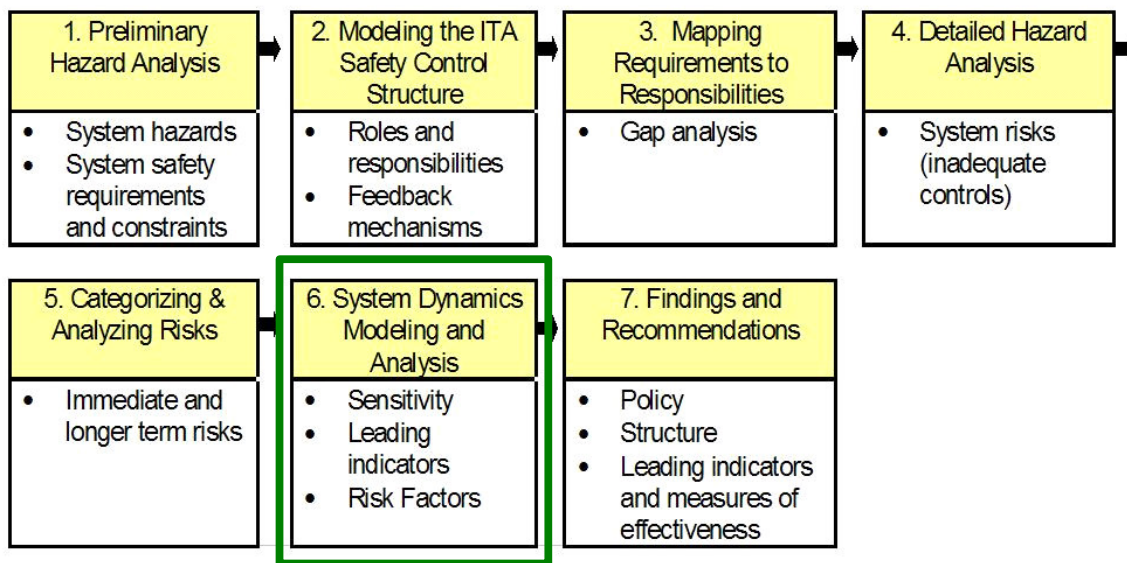 1. Preliminary
Hazard Analysis
• System hazards
• System safety
requirements
and constraints
2. Modeling the ITA
Safety Control
Structure
• Roles and
responsibilities
• Feedback
mechanisms
3. Mapping
Requirements to
Responsibilities
• Gap analysis
4. Detailed Hazard
Analysis
• System risks
(inadequate
controls)
5. Categorizing &
Analyzing Risks
• Immediate and
longer term risks
6. System Dynamics
Modeling and
Analysis
• Sensitivity
• Leading
indicators
• Risk Factors
7. Findings and
Recommendations
• Policy
• Structure
• Leading indicators
and measures of
effectiveness